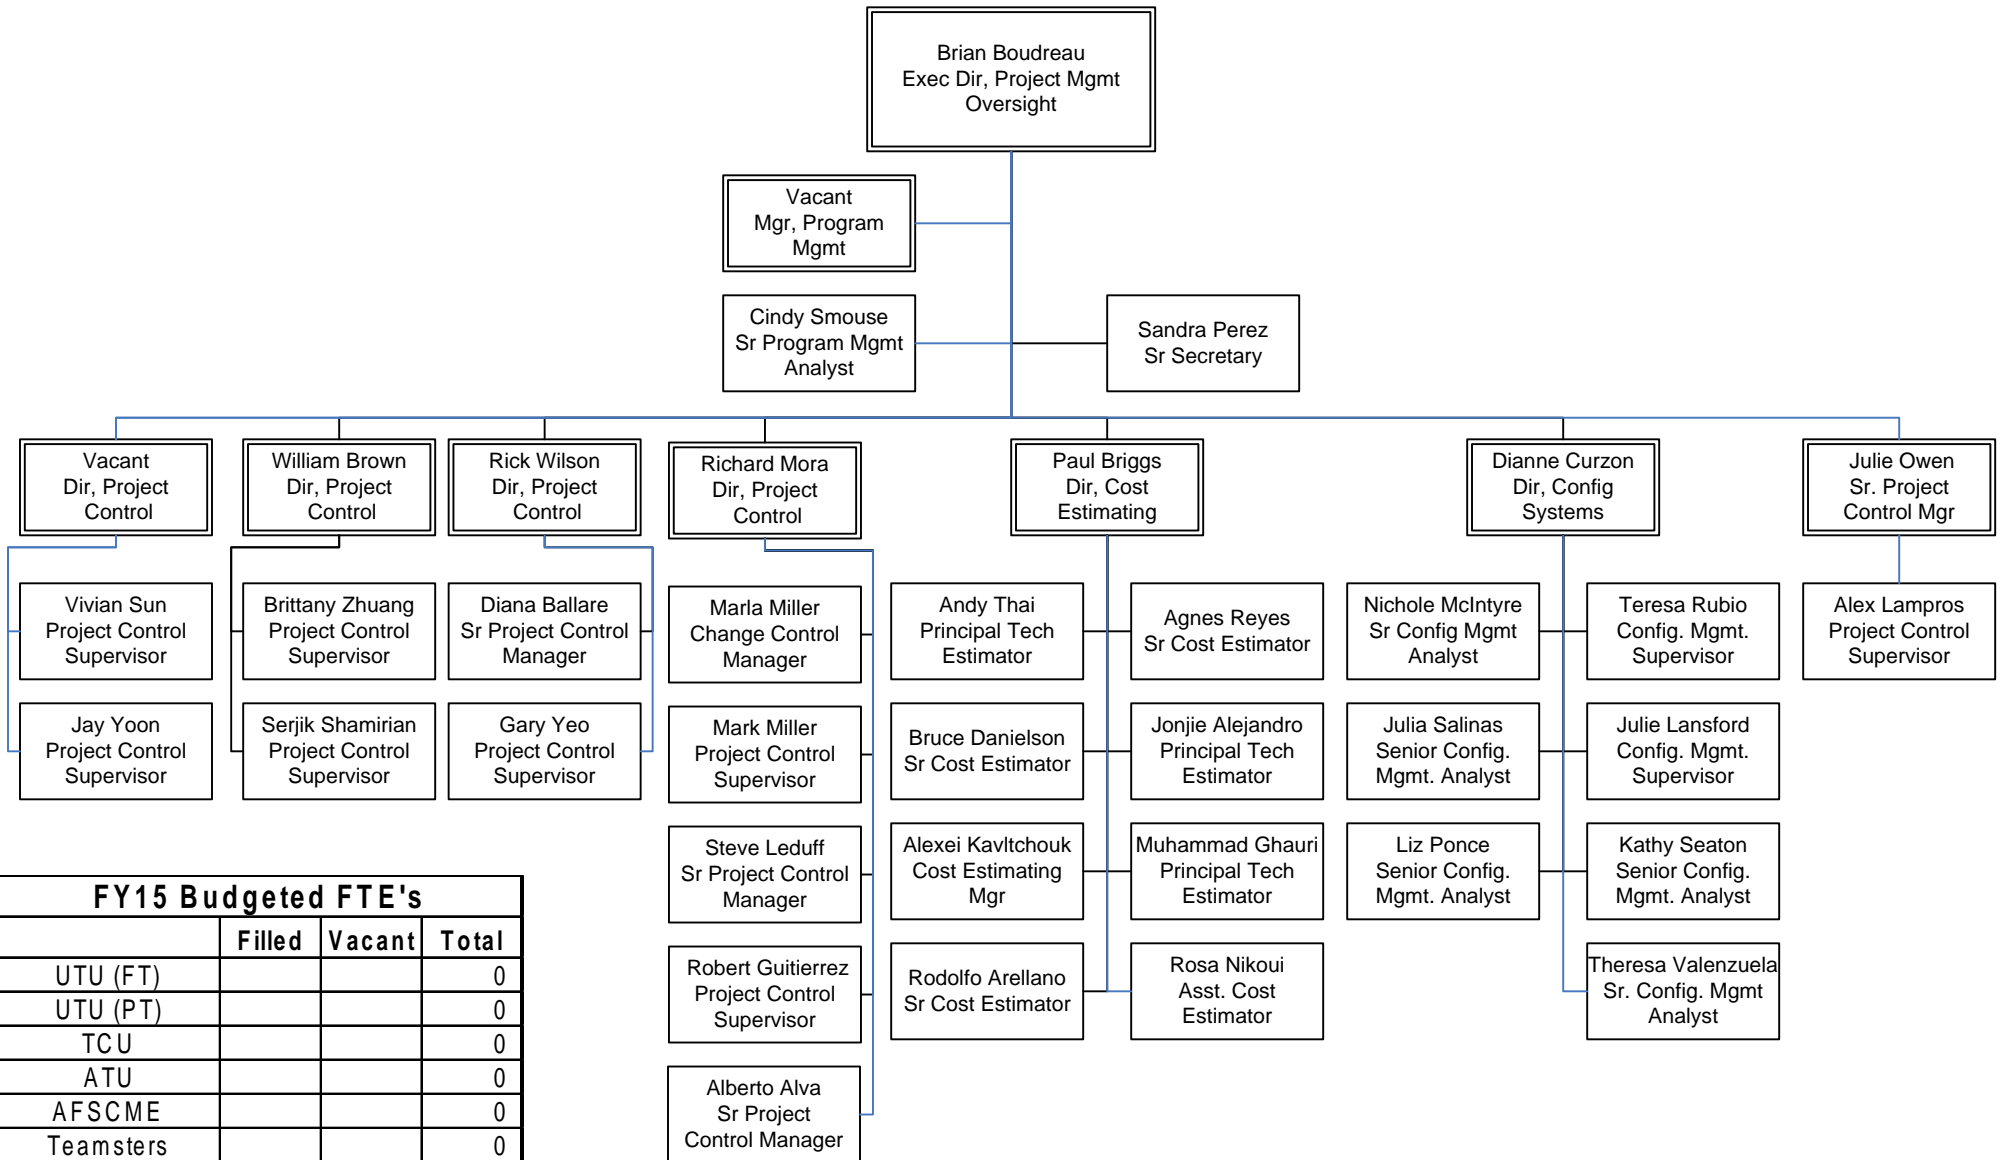 Brian Boudreau
Exec Dir, Project Mgmt
Oversight
Vacant
Mgr, Program
Mgmt
Cindy Smouse
Sr Program Mgmt
Analyst
Sandra Perez
Sr Secretary
Vacant
Dir, Project
Control
William Brown
Dir, Project
Control
Rick Wilson
Dir, Project
Control
Richard Mora
Dir, Project
Control
Paul Briggs
Dir, Cost
Estimating
Dianne Curzon
Dir, Config
Systems
Julie Owen
Sr. Project
Control Mgr
Vivian Sun
Project Control
Supervisor
Jay Yoon
Project Control
Supervisor
Brittany Zhuang
Project Control
Supervisor
Serjik Shamirian
Project Control
Supervisor
Diana Ballare
Sr Project Control
Manager
Gary Yeo
Project Control
Supervisor
Marla Miller
Change Control
Manager
Mark Miller
Project Control
Supervisor
Steve Leduff
Sr Project Control
Manager
Robert Guitierrez
Project Control
Supervisor
Alberto Alva
Sr Project
Control Manager
Andy Thai
Principal Tech
Estimator
Agnes Reyes
Sr Cost Estimator
Bruce Danielson
Sr Cost Estimator
Jonjie Alejandro
Principal Tech
Estimator
Alexei Kavltchouk
Cost Estimating
Mgr
Muhammad Ghauri
Principal Tech
Estimator
Rodolfo Arellano
Sr Cost Estimator
Rosa Nikoui
Asst. Cost
Estimator
Nichole McIntyre
Sr Config Mgmt
Analyst
Teresa Rubio
Config. Mgmt.
Supervisor
Julia Salinas
Senior Config.
Mgmt. Analyst
Julie Lansford
Config. Mgmt.
Supervisor
Liz Ponce
Senior Config.
Mgmt. Analyst
Kathy Seaton
Senior Config.
Mgmt. Analyst
Theresa Valenzuela
Sr. Config. Mgmt
Analyst
Alex Lampros
Project Control
Supervisor
FY15 Budgeted FTE's
Filled Vacant Total
UTU (FT) 0
UTU (PT) 0
TCU 0
ATU 0
AFSCME 0
Teamsters 0